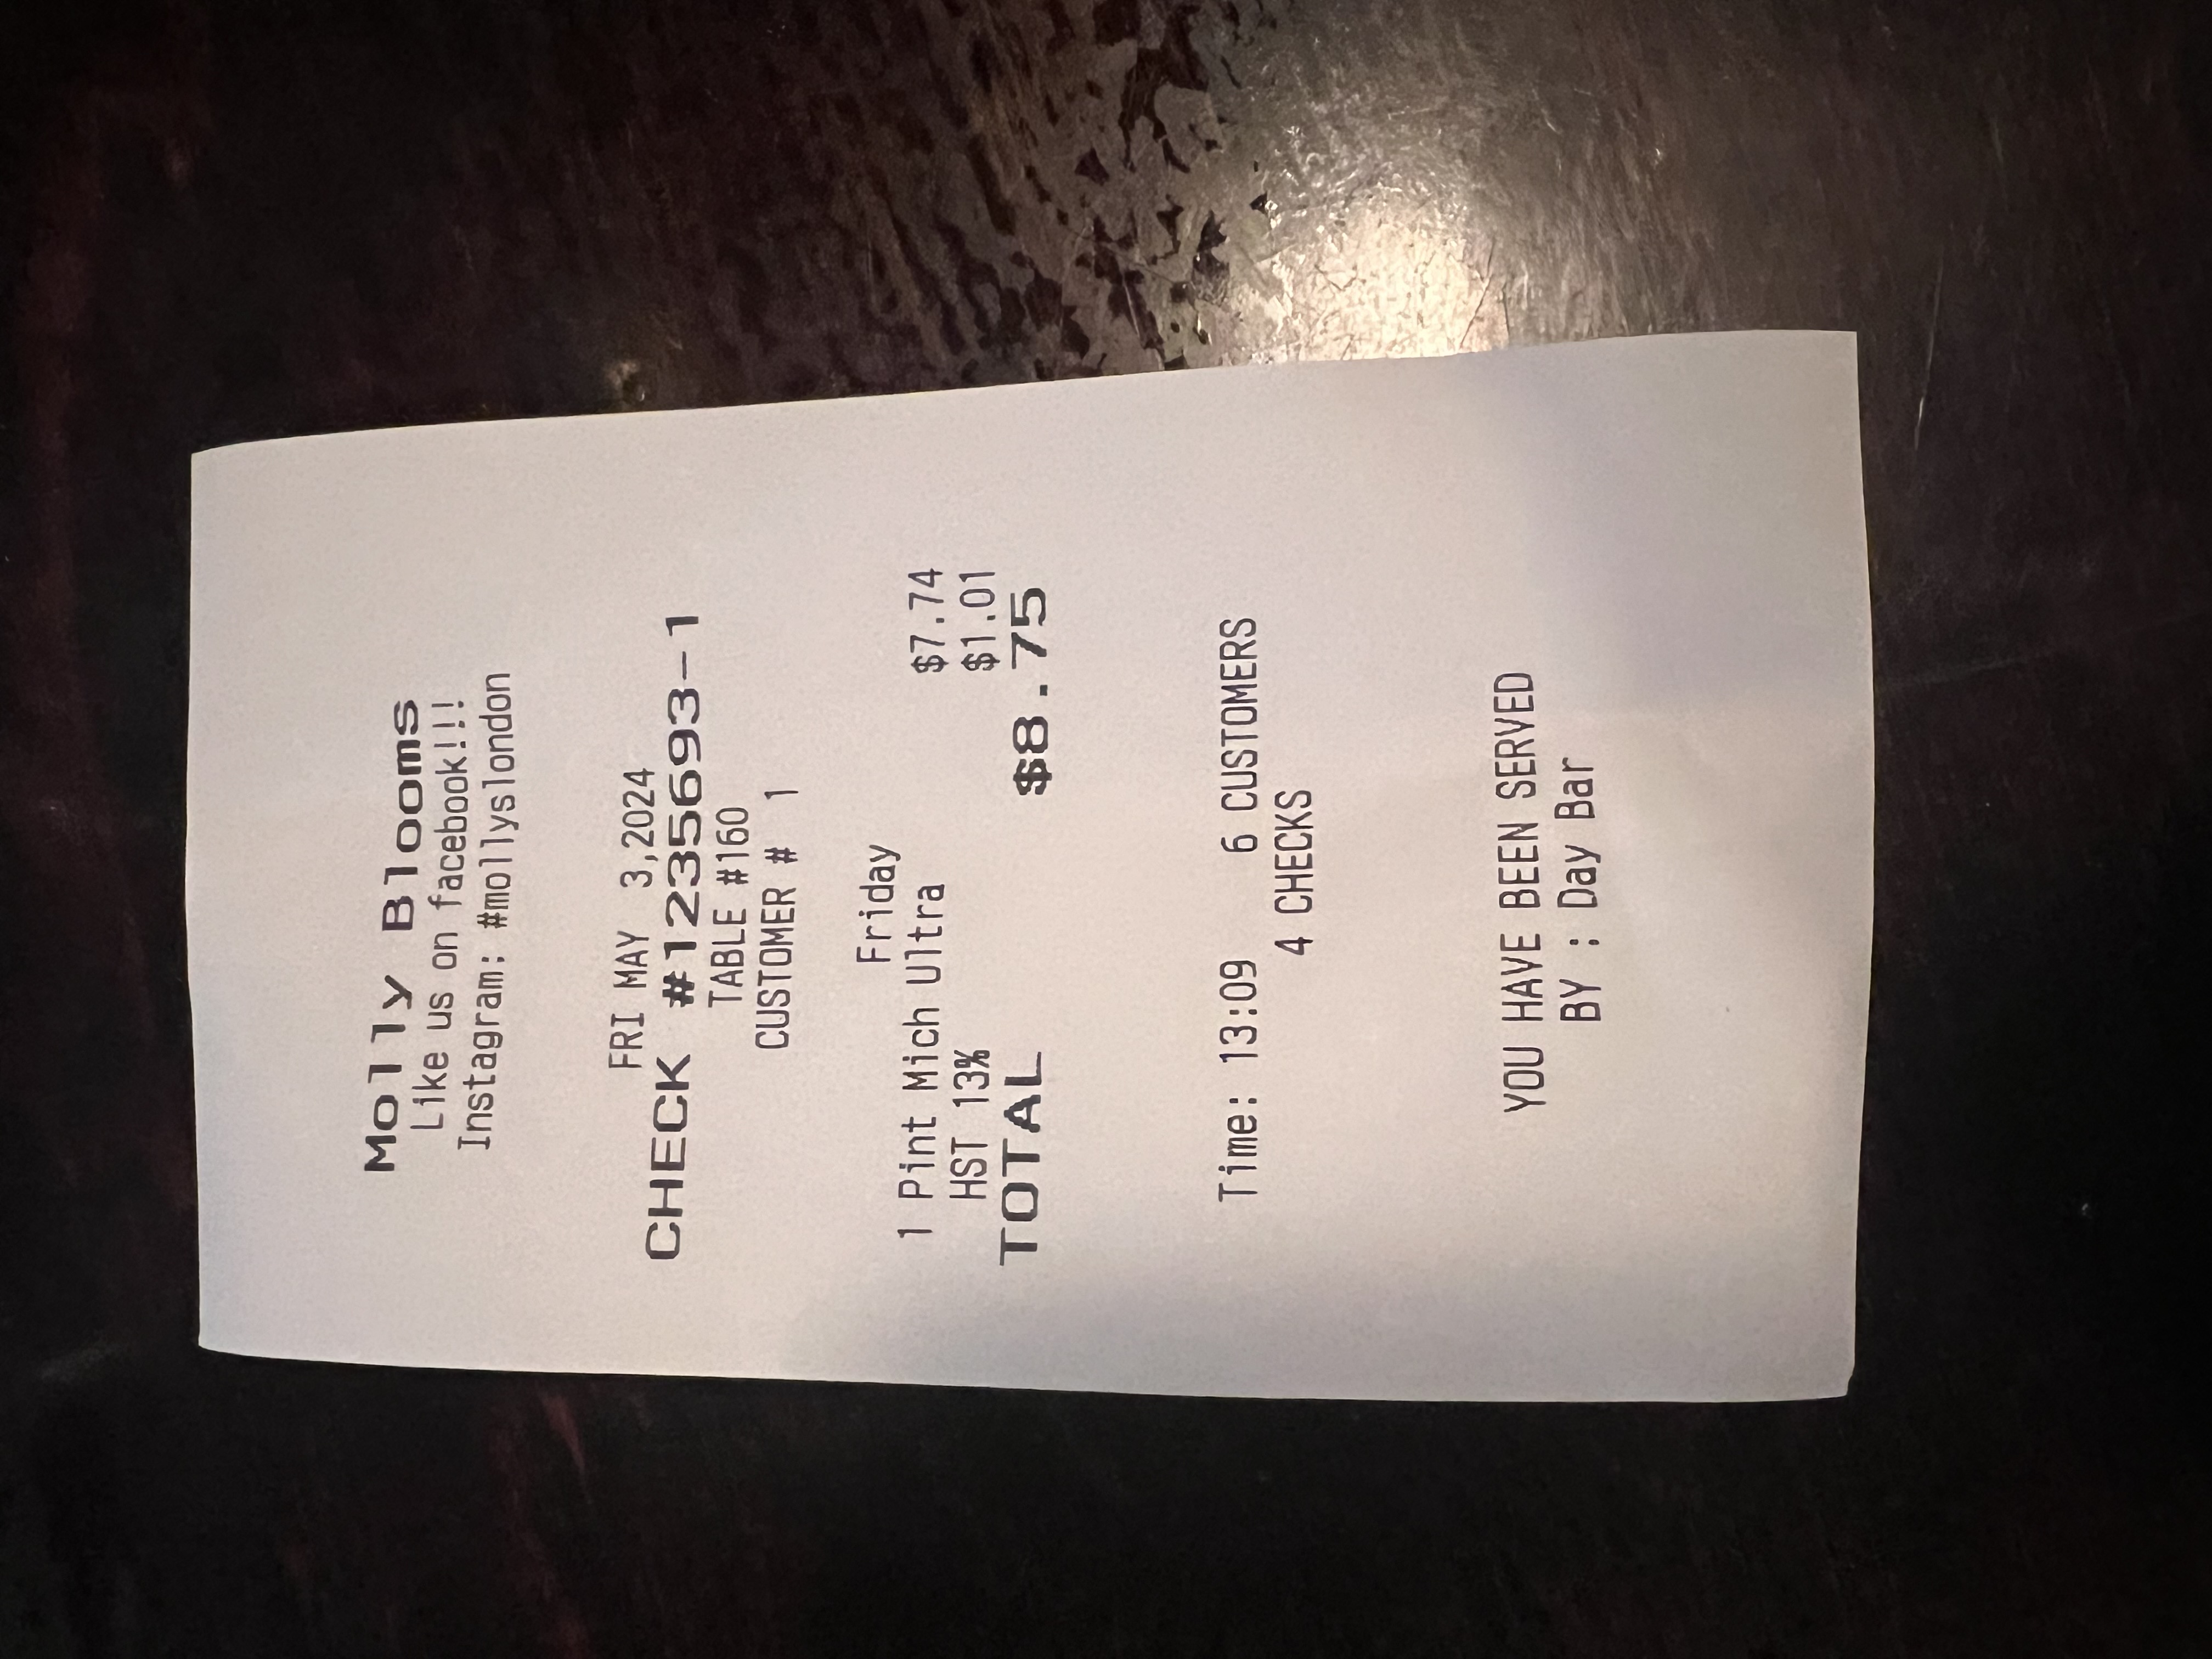 Molly Blooms
Like us on facebook!!!
Instagram: #mollyslondon
FRI MAY 3,2024
CHECK #1235693-1
TABLE #160
CUSTOMER # 1
Friday
1 Pint Mich Ultra $7.74
HST 13% $1.01
TOTAL $8.75
Time: 13:09 6 CUSTOMERS
4 CHECKS
YOU HAVE BEEN SERVED
BY : Day Bar